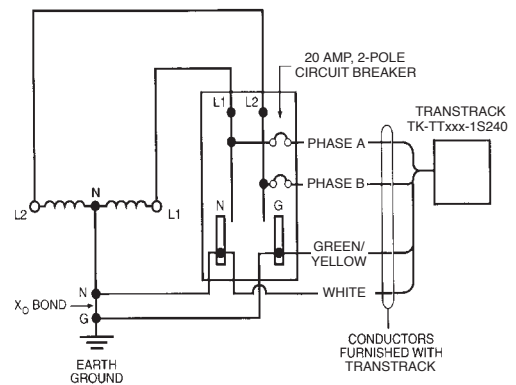 20 AMP, 2-POLE
CIRCUIT BREAKER
L1
L2
TRANSTRACK
TK-TTxxx-1S240
PHASE A
PHASE B
N
L2
L1
N
G
GREEN/
YELLOW
N
WHITE
XO BOND
G
EARTH
GROUND
CONDUCTORS
FURNISHED WITH
TRANSTRACK